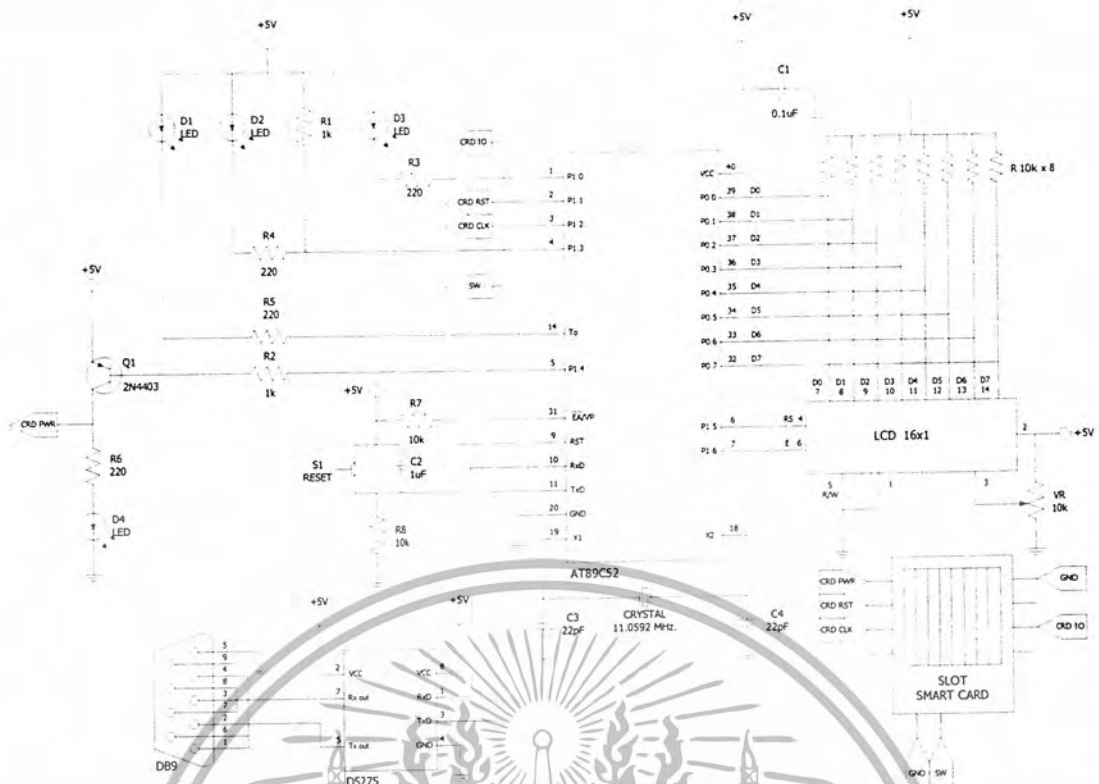 +5V
+5V
+5V
D1
LED
D2
LED
R1
1k
D3
LED
C1
0.1uF
CRD IO
R3
220
R 10k x 8
1 P1.0
CRD RST 2 P1.1
CRD CLK 3 P1.2
4 P1.3
VCC 40
P0.0 39 D0
P0.1 38 D1
P0.2 37 D2
P0.3 36 D3
P0.4 35 D4
P0.5 34 D5
P0.6 33 D6
P0.7 32 D7
R4
220
+5V
SW
R5
220
14 To
Q1
2N4403
R2
1k
5 P1.4
D0 D1 D2 D3 D4 D5 D6 D7
7 8 9 10 11 12 13 14
+5V
R7
10k
31 EA/VP
CRD PWR
9 RST
P1.5 6 RS 4
P1.6 7 E 6
LCD 16x1
2
+5V
R6
220
S1
RESET
C2
1uF
10 RxD
11 TxD
20 GND
19 X1
X2 18
5
R/W
1
3
VR
10k
D4
LED
R8
10k
AT89C52
CRD PWR
CRD RST
CRD CLK
GND
CRD IO
SLOT
SMART CARD
GND
SW
+5V
+5V
C3
22pF
CRYSTAL
11.0592 MHz.
C4
22pF
5
9
4
8
3
7
2
6
1
DB9
2 VCC
7 Rx out
5 Tx out
VCC 8
RxD 1
TxD 3
GND 4
DS275